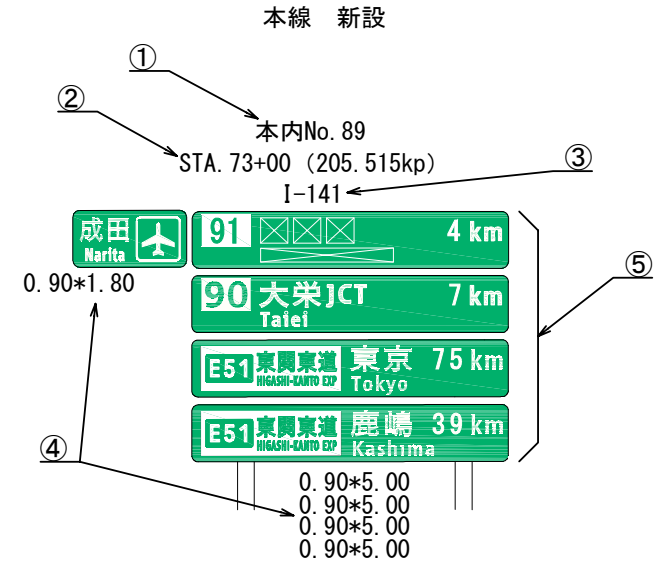 本線 新設
①
②
本内No.89
STA.73+00 (205.515kp)
③
I-141
成田
Narita
91 4 km
0.90*1.80
⑤
90 大栄JCT 7 km
Taiei
E51 東関東道 東京 75 km
HIGASHI-KANTO EXP Tokyo
E51 東関東道 鹿嶋 39 km
HIGASHI-KANTO EXP Kashima
④
0.90*5.00
0.90*5.00
0.90*5.00
0.90*5.00